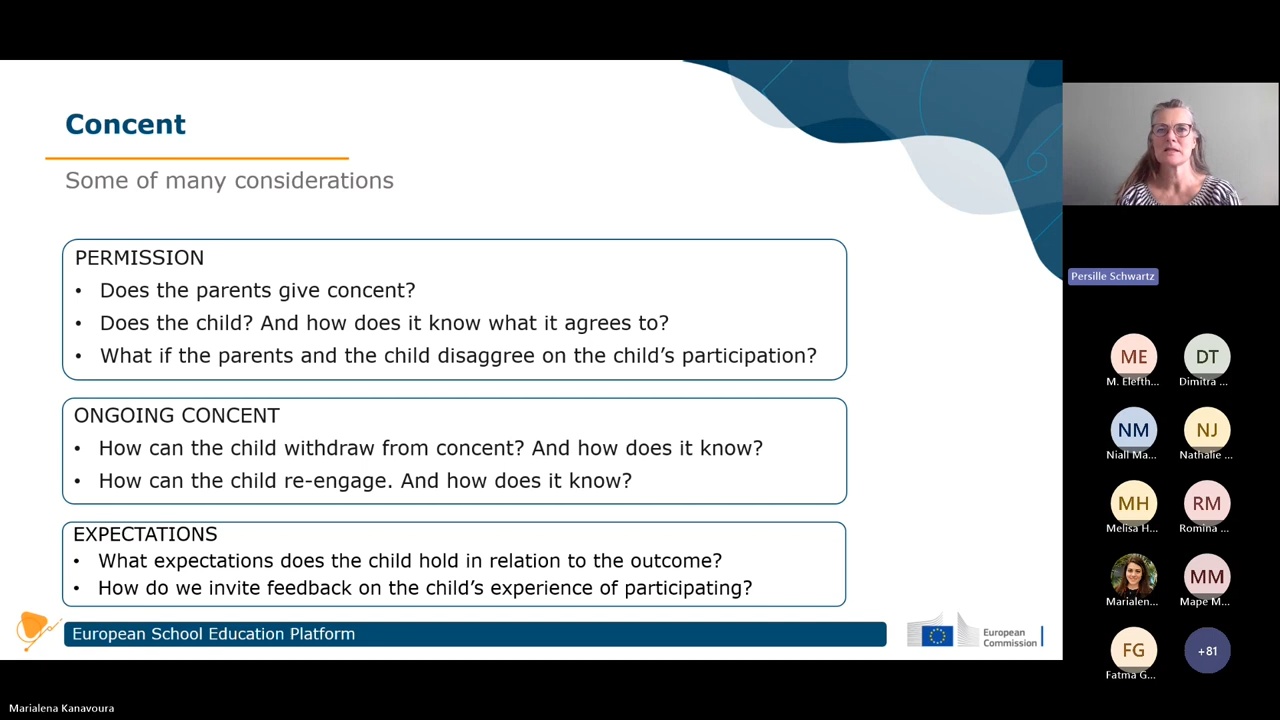 Concent
Some of many considerations
PERMISSION
• Does the parents give concent?
• Does the child? And how does it know what it agrees to?
• What if the parents and the child disaggree on the child’s participation?
ONGOING CONCENT
• How can the child withdraw from concent? And how does it know?
• How can the child re-engage. And how does it know?
EXPECTATIONS
• What expectations does the child hold in relation to the outcome?
• How do we invite feedback on the child’s experience of participating?
European School Education Platform
European
Commission
Persille Schwartz
ME
M. Elefth...
DT
Dimitra ...
NM
Niall Ma...
NJ
Nathalie ...
MH
Melisa H...
RM
Romina ...
Marialen...
MM
Mape M...
FG
Fatma G...
+81
Marialena Kanavoura